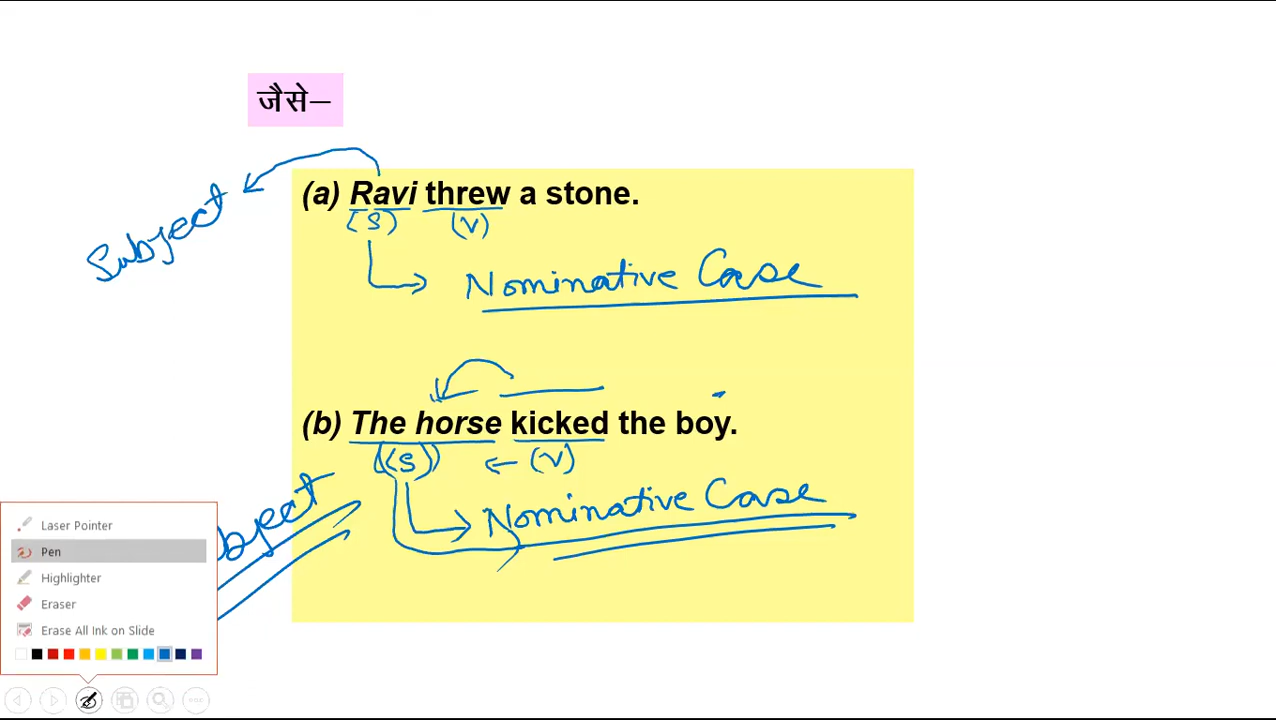 जैसे–
(a) Ravi threw a stone.
(S) (V)
Subject
Nominative Case
(b) The horse kicked the boy.
(S) (V)
bject
Nominative Case
Laser Pointer
Pen
Highlighter
Eraser
Erase All Ink on Slide